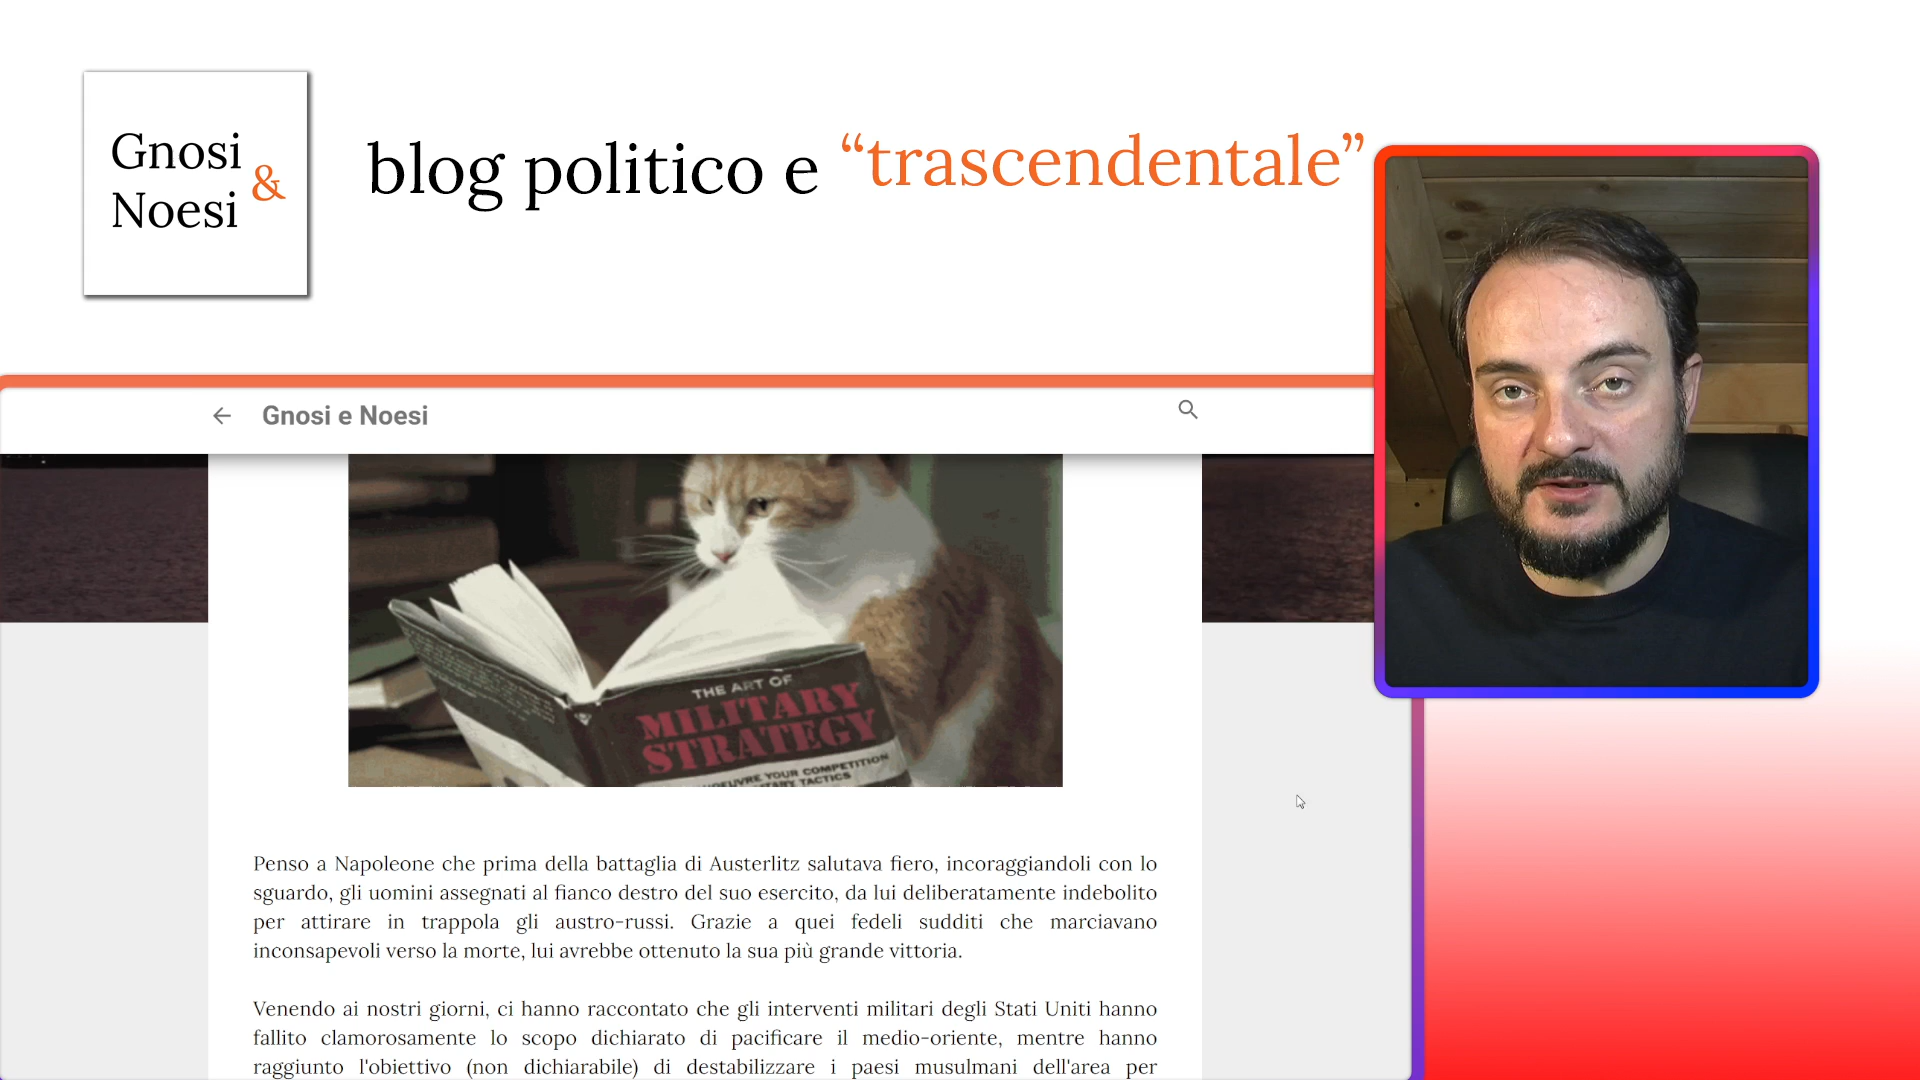 Gnosi
&
Noesi
blog politico e “trascendentale”
Gnosi e Noesi
THE ART OF
MILITARY
STRATEGY
YOUR COMPETITION
TACTICS
Penso a Napoleone che prima della battaglia di Austerlitz salutava fiero, incoraggiandoli con lo
sguardo, gli uomini assegnati al fianco destro del suo esercito, da lui deliberatamente indebolito
per attirare in trappola gli austro-russi. Grazie a quei fedeli sudditi che marciavano
inconsapevoli verso la morte, lui avrebbe ottenuto la sua più grande vittoria.
Venendo ai nostri giorni, ci hanno raccontato che gli interventi militari degli Stati Uniti hanno
fallito clamorosamente lo scopo dichiarato di pacificare il medio-oriente, mentre hanno
raggiunto l'obiettivo (non dichiarabile) di destabilizzare i paesi musulmani dell'area per